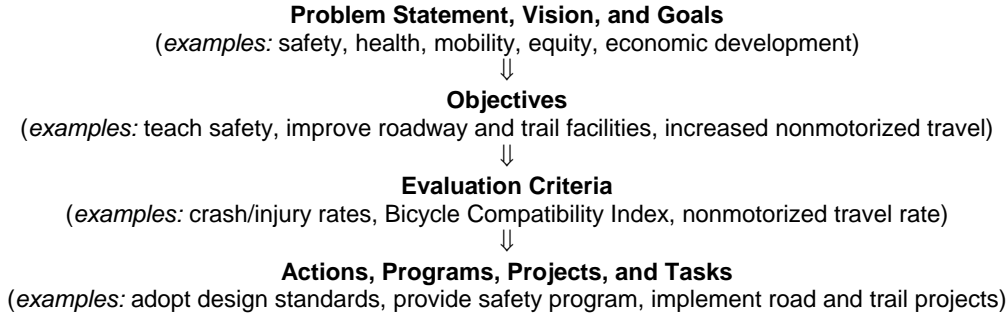 Problem Statement, Vision, and Goals
(examples: safety, health, mobility, equity, economic development)
⇓
Objectives
(examples: teach safety, improve roadway and trail facilities, increased nonmotorized travel)
⇓
Evaluation Criteria
(examples: crash/injury rates, Bicycle Compatibility Index, nonmotorized travel rate)
⇓
Actions, Programs, Projects, and Tasks
(examples: adopt design standards, provide safety program, implement road and trail projects)